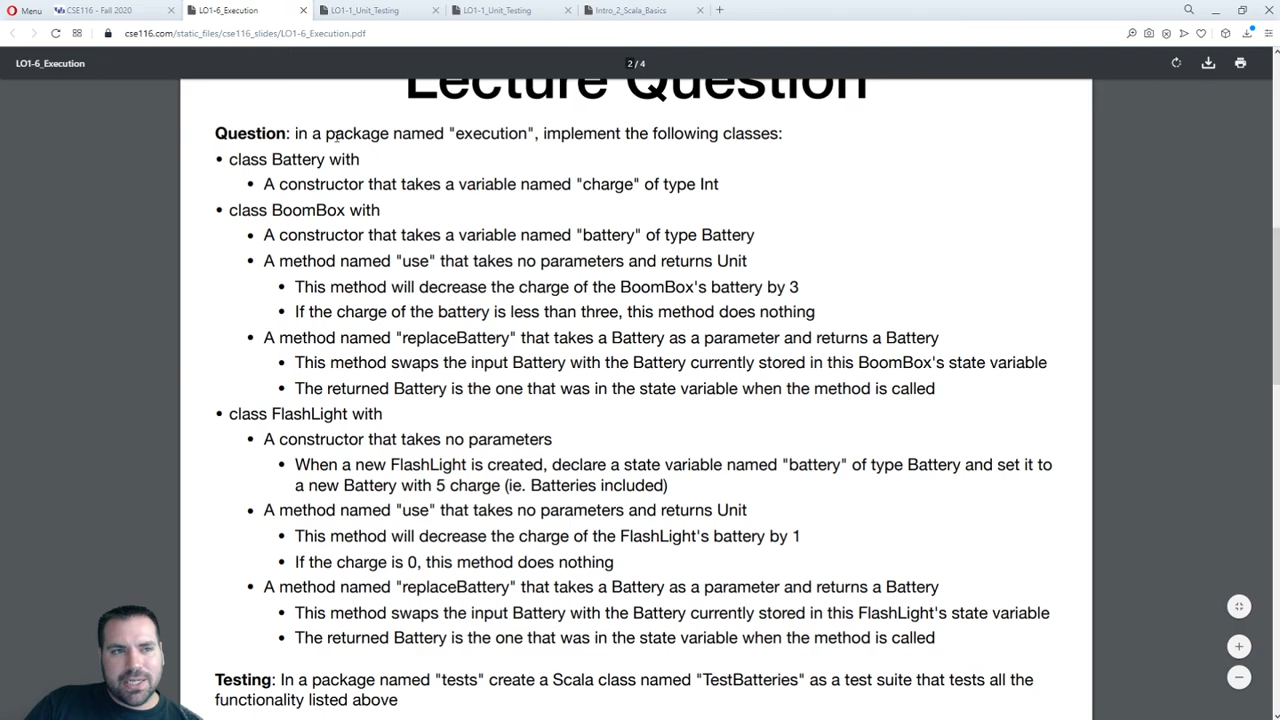 Menu
CSE116 - Fall 2020
LO1-6_Execution
LO1-1_Unit_Testing
LO1-1_Unit_Testing
Intro_2_Scala_Basics
cse116.com/static_files/cse116_slides/LO1-6_Execution.pdf
LO1-6_Execution
2 / 4
Lecture Question
Question: in a package named "execution", implement the following classes:
• class Battery with
• A constructor that takes a variable named "charge" of type Int
• class BoomBox with
• A constructor that takes a variable named "battery" of type Battery
• A method named "use" that takes no parameters and returns Unit
• This method will decrease the charge of the BoomBox's battery by 3
• If the charge of the battery is less than three, this method does nothing
• A method named "replaceBattery" that takes a Battery as a parameter and returns a Battery
• This method swaps the input Battery with the Battery currently stored in this BoomBox's state variable
• The returned Battery is the one that was in the state variable when the method is called
• class FlashLight with
• A constructor that takes no parameters
• When a new FlashLight is created, declare a state variable named "battery" of type Battery and set it to
a new Battery with 5 charge (ie. Batteries included)
• A method named "use" that takes no parameters and returns Unit
• This method will decrease the charge of the FlashLight's battery by 1
• If the charge is 0, this method does nothing
• A method named "replaceBattery" that takes a Battery as a parameter and returns a Battery
• This method swaps the input Battery with the Battery currently stored in this FlashLight's state variable
• The returned Battery is the one that was in the state variable when the method is called
Testing: In a package named "tests" create a Scala class named "TestBatteries" as a test suite that tests all the
functionality listed above